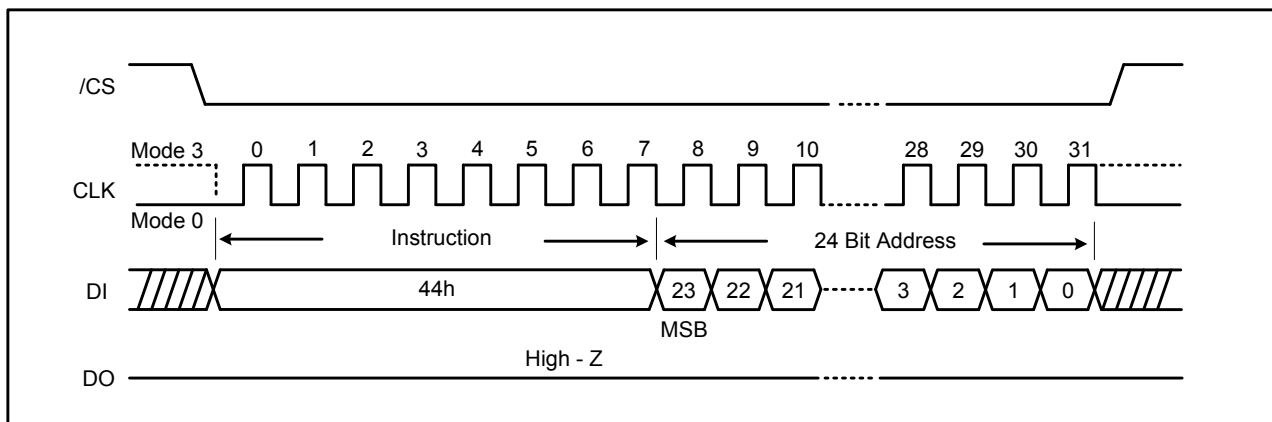 /CS
Mode 3 0 1 2 3 4 5 6 7 8 9 10 28 29 30 31
CLK
Mode 0
Instruction 24 Bit Address
DI 44h 23 22 21 3 2 1 0
MSB
High - Z
DO